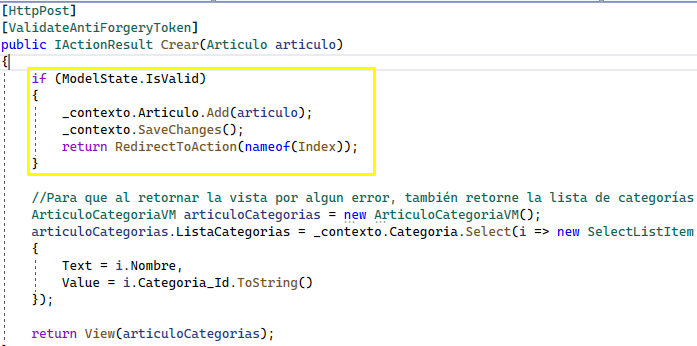 [HttpPost]
[ValidateAntiForgeryToken]
public IActionResult Crear(Articulo articulo)
{
if (ModelState.IsValid)
{
_contexto.Articulo.Add(articulo);
_contexto.SaveChanges();
return RedirectToAction(nameof(Index));
}
//Para que al retornar la vista por algun error, también retorne la lista de categorías
ArticuloCategoriaVM articuloCategorias = new ArticuloCategoriaVM();
articuloCategorias.ListaCategorias = _contexto.Categoria.Select(i => new SelectListItem
{
Text = i.Nombre,
Value = i.Categoria_Id.ToString()
});
return View(articuloCategorias);